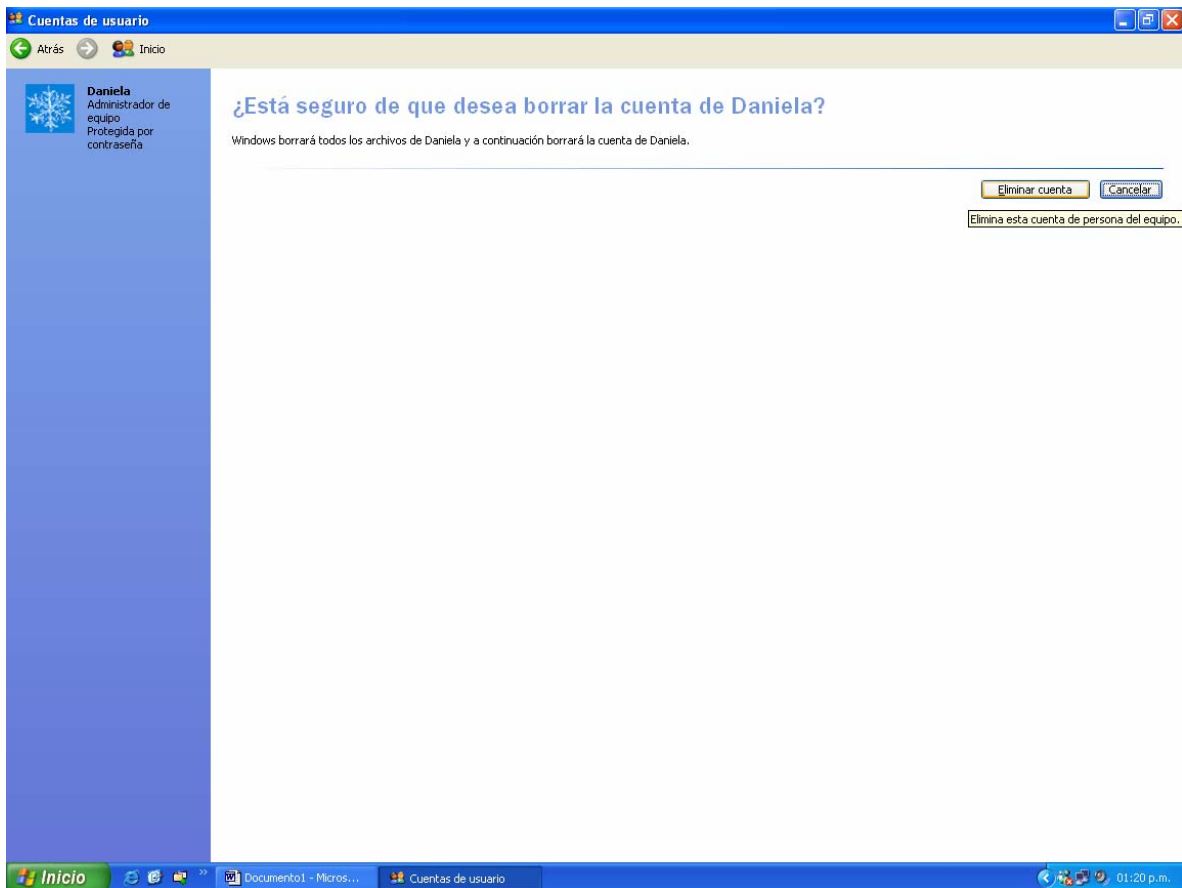 Cuentas de usuario
Atrás
Inicio
Daniela
Administrador de
equipo
Protegida por
contraseña
¿Está seguro de que desea borrar la cuenta de Daniela?
Windows borrará todos los archivos de Daniela y a continuación borrará la cuenta de Daniela.
Eliminar cuenta
Cancelar
Elimina esta cuenta de persona del equipo.
Inicio
»
Documento1 - Micros...
Cuentas de usuario
01:20 p.m.